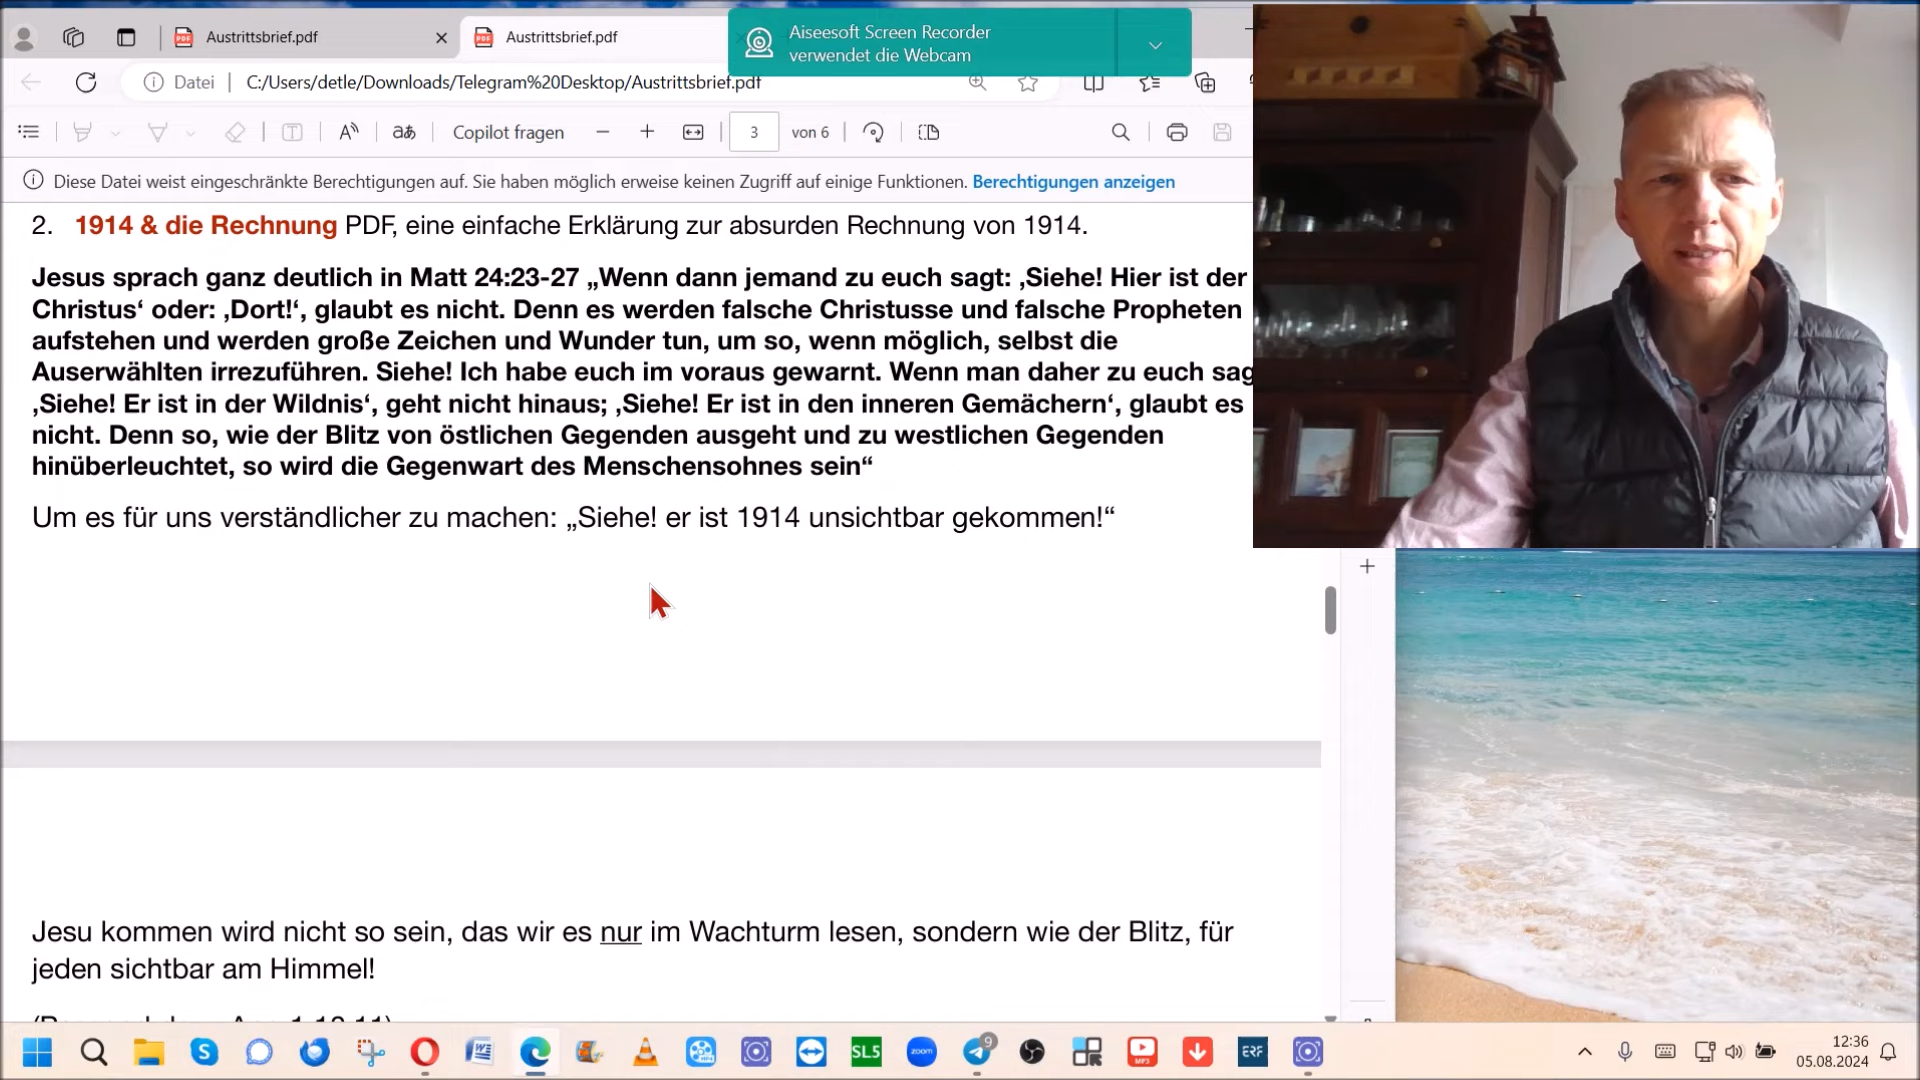 Austrittsbrief.pdf
Austrittsbrief.pdf
Aiseesoft Screen Recorder
verwendet die Webcam
Datei
C:/Users/detle/Downloads/Telegram%20Desktop/Austrittsbrief.pdf
Copilot fragen
3
von 6
Diese Datei weist eingeschränkte Berechtigungen auf. Sie haben möglich erweise keinen Zugriff auf einige Funktionen. Berechtigungen anzeigen
2. 1914 & die Rechnung PDF, eine einfache Erklärung zur absurden Rechnung von 1914.
Jesus sprach ganz deutlich in Matt 24:23-27 „Wenn dann jemand zu euch sagt: ‚Siehe! Hier ist der
Christus‘ oder: ‚Dort!‘, glaubt es nicht. Denn es werden falsche Christusse und falsche Propheten
aufstehen und werden große Zeichen und Wunder tun, um so, wenn möglich, selbst die
Auserwählten irrezuführen. Siehe! Ich habe euch im voraus gewarnt. Wenn man daher zu euch sag
‚Siehe! Er ist in der Wildnis‘, geht nicht hinaus; ‚Siehe! Er ist in den inneren Gemächern‘, glaubt es
nicht. Denn so, wie der Blitz von östlichen Gegenden ausgeht und zu westlichen Gegenden
hinüberleuchtet, so wird die Gegenwart des Menschensohnes sein“
Um es für uns verständlicher zu machen: „Siehe! er ist 1914 unsichtbar gekommen!“
Jesu kommen wird nicht so sein, das wir es nur im Wachturm lesen, sondern wie der Blitz, für
jeden sichtbar am Himmel!
SL5
zoom
9
MP3
ERF
12:36
05.08.2024